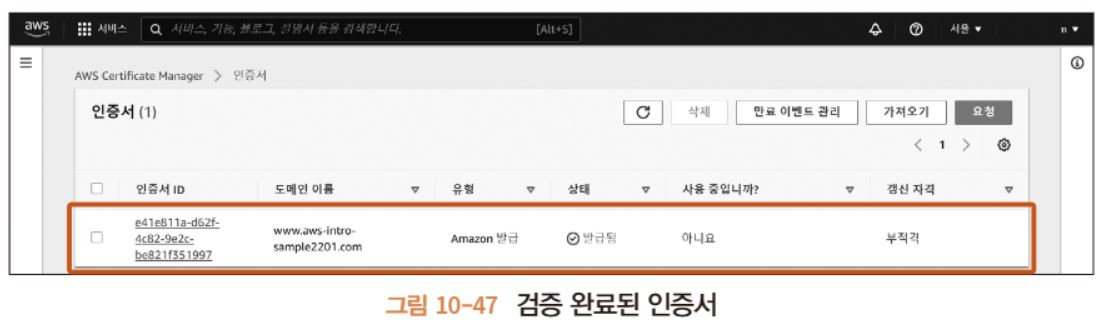 aws 서비스 서비스, 기능, 블로그, 설명서 등을 검색합니다. [Alt+S] 서울 ▼ n ▼
AWS Certificate Manager > 인증서
인증서 (1) 삭제 만료 이벤트 관리 가져오기 요청
< 1 >
인증서 ID 도메인 이름 유형 상태 사용 중입니까? 갱신 자격
e41e811a-d62f-
4c82-9e2c-
be821f351997
www.aws-intro-
sample2201.com
Amazon 발급 발급됨 아니요 부적격
그림 10-47 검증 완료된 인증서